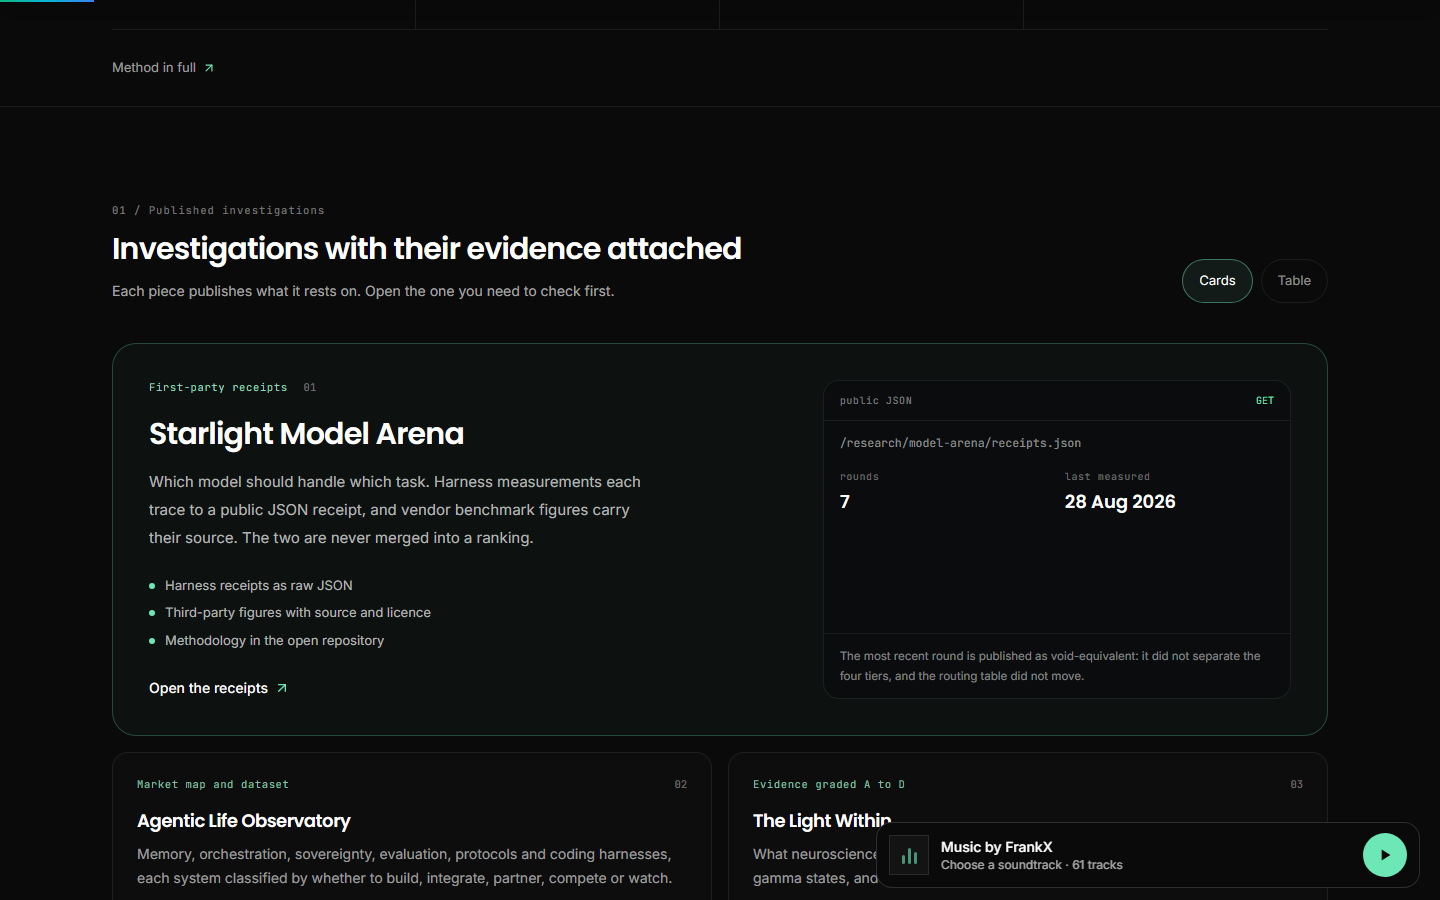 Method in full
01 / Published investigations
Investigations with their evidence attached
Each piece publishes what it rests on. Open the one you need to check first.
Cards
Table
First-party receipts 01
Starlight Model Arena
Which model should handle which task. Harness measurements each
trace to a public JSON receipt, and vendor benchmark figures carry
their source. The two are never merged into a ranking.
Harness receipts as raw JSON
Third-party figures with source and licence
Methodology in the open repository
Open the receipts
public JSON
GET
/research/model-arena/receipts.json
rounds
7
last measured
28 Aug 2026
The most recent round is published as void-equivalent: it did not separate the
four tiers, and the routing table did not move.
Market map and dataset
02
Agentic Life Observatory
Memory, orchestration, sovereignty, evaluation, protocols and coding harnesses,
each system classified by whether to build, integrate, partner, compete or watch.
Evidence graded A to D
03
The Light Within
What neuroscience
gamma states, and
Music by FrankX
Choose a soundtrack · 61 tracks